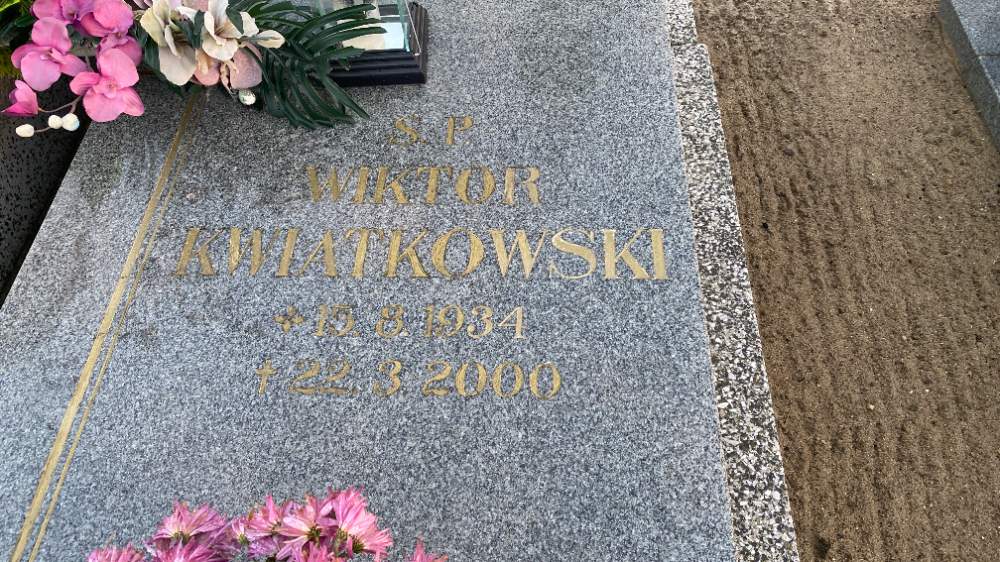 Ś. P.
WIKTOR
KWIATKOWSKI
15. 8. 1934
† 22. 3. 2000